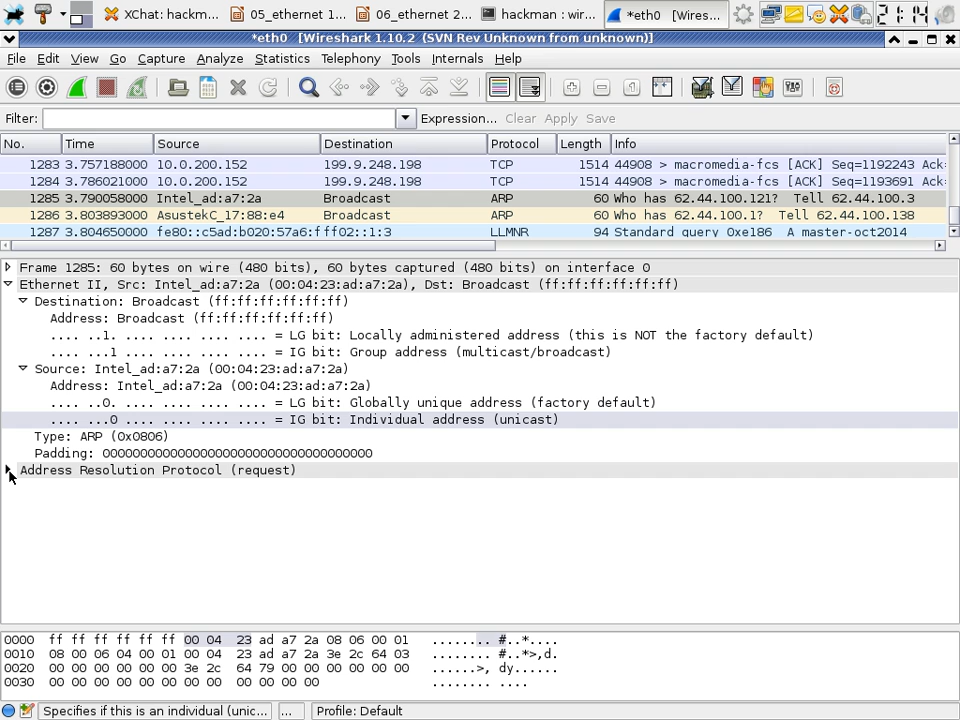 XChat: hackm... 05_ethernet 1... 06_ethernet 2... hackman : wir... *eth0 [Wires... 21:14
*eth0 [Wireshark 1.10.2 (SVN Rev Unknown from unknown)]
File Edit View Go Capture Analyze Statistics Telephony Tools Internals Help
Filter: Expression... Clear Apply Save
No. Time Source Destination Protocol Length Info
1283 3.757188000 10.0.200.152 199.9.248.198 TCP 1514 44908 > macromedia-fcs [ACK] Seq=1192243 Ack=
1284 3.786021000 10.0.200.152 199.9.248.198 TCP 1514 44908 > macromedia-fcs [ACK] Seq=1193691 Ack=
1285 3.790058000 Intel_ad:a7:2a Broadcast ARP 60 Who has 62.44.100.121? Tell 62.44.100.3
1286 3.803893000 AsustekC_17:88:e4 Broadcast ARP 60 Who has 62.44.100.1? Tell 62.44.100.138
1287 3.804650000 fe80::c5ad:b020:57a6:f ff02::1:3 LLMNR 94 Standard query 0xe186 A master-oct2014
Frame 1285: 60 bytes on wire (480 bits), 60 bytes captured (480 bits) on interface 0
Ethernet II, Src: Intel_ad:a7:2a (00:04:23:ad:a7:2a), Dst: Broadcast (ff:ff:ff:ff:ff:ff)
Destination: Broadcast (ff:ff:ff:ff:ff:ff)
Address: Broadcast (ff:ff:ff:ff:ff:ff)
.... ..1. .... .... .... .... = LG bit: Locally administered address (this is NOT the factory default)
.... ...1 .... .... .... .... = IG bit: Group address (multicast/broadcast)
Source: Intel_ad:a7:2a (00:04:23:ad:a7:2a)
Address: Intel_ad:a7:2a (00:04:23:ad:a7:2a)
.... ..0. .... .... .... .... = LG bit: Globally unique address (factory default)
.... ...0 .... .... .... .... = IG bit: Individual address (unicast)
Type: ARP (0x0806)
Padding: 000000000000000000000000000000000000
Address Resolution Protocol (request)
0000 ff ff ff ff ff ff 00 04 23 ad a7 2a 08 06 00 01 ........ #..*....
0010 08 00 06 04 00 01 00 04 23 ad a7 2a 3e 2c 64 03 ........ #..*>,d.
0020 00 00 00 00 00 00 3e 2c 64 79 00 00 00 00 00 00 ......>, dy......
0030 00 00 00 00 00 00 00 00 00 00 00 00 ........ ....
Specifies if this is an individual (unic... ... Profile: Default